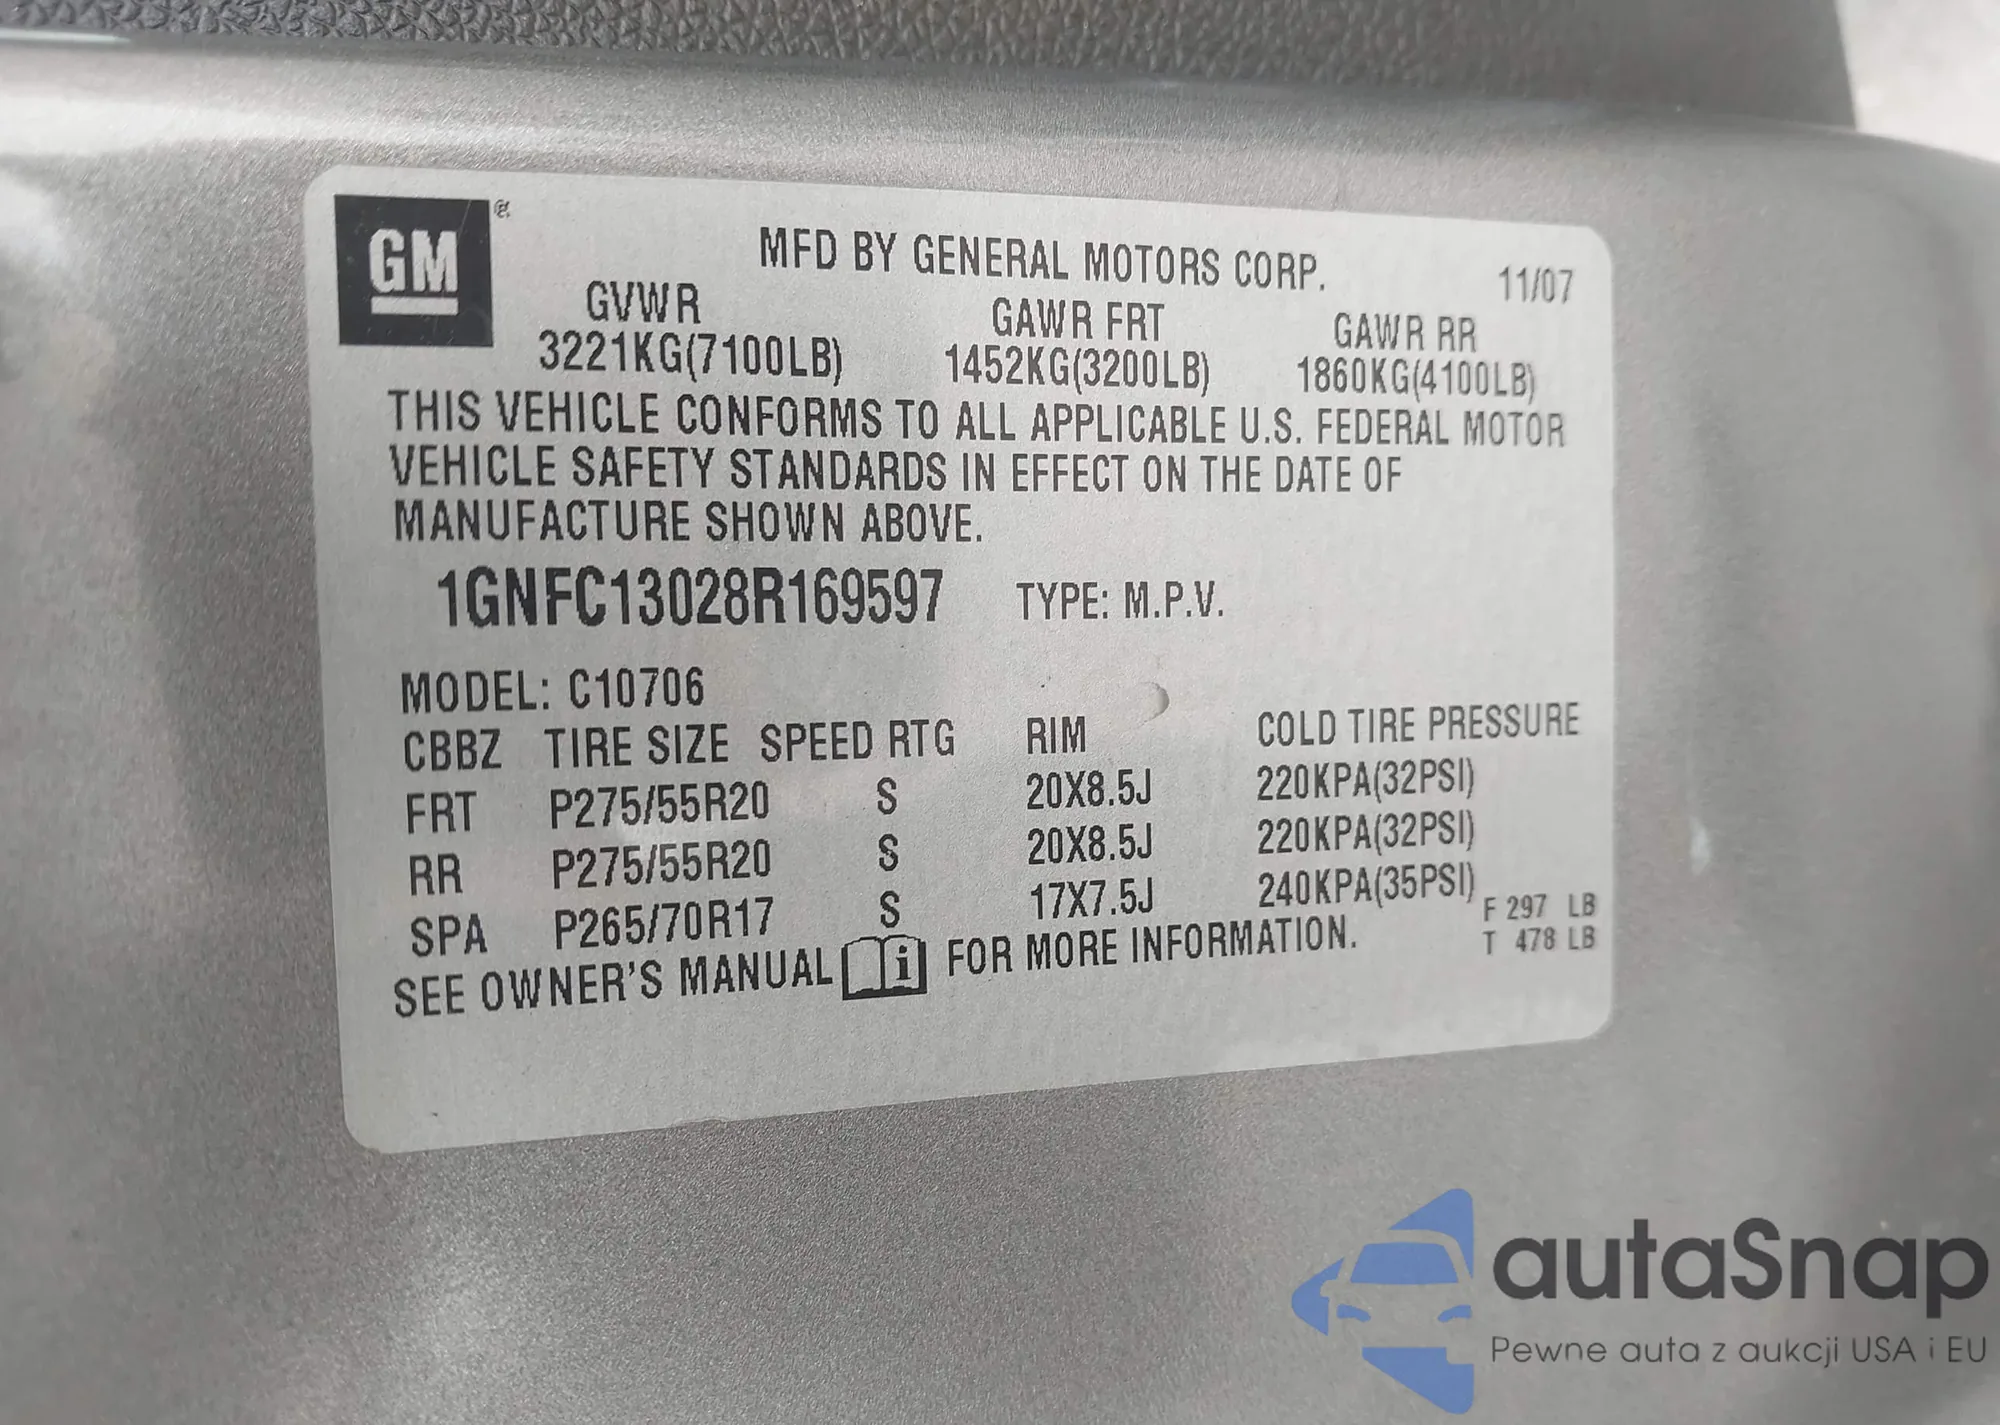 GM
MFD BY GENERAL MOTORS CORP. 11/07
GVWR GAWR FRT GAWR RR
3221KG(7100LB) 1452KG(3200LB) 1860KG(4100LB)
THIS VEHICLE CONFORMS TO ALL APPLICABLE U.S. FEDERAL MOTOR
VEHICLE SAFETY STANDARDS IN EFFECT ON THE DATE OF
MANUFACTURE SHOWN ABOVE.
1GNFC13028R169597 TYPE: M.P.V.
MODEL: C10706
CBBZ TIRE SIZE SPEED RTG RIM COLD TIRE PRESSURE
FRT P275/55R20 S 20X8.5J 220KPA(32PSI)
RR P275/55R20 S 20X8.5J 220KPA(32PSI)
SPA P265/70R17 S 17X7.5J 240KPA(35PSI)
F 297 LB
T 478 LB
SEE OWNER'S MANUAL i FOR MORE INFORMATION.
autaSnap
Pewne auta z aukcji USA i EU